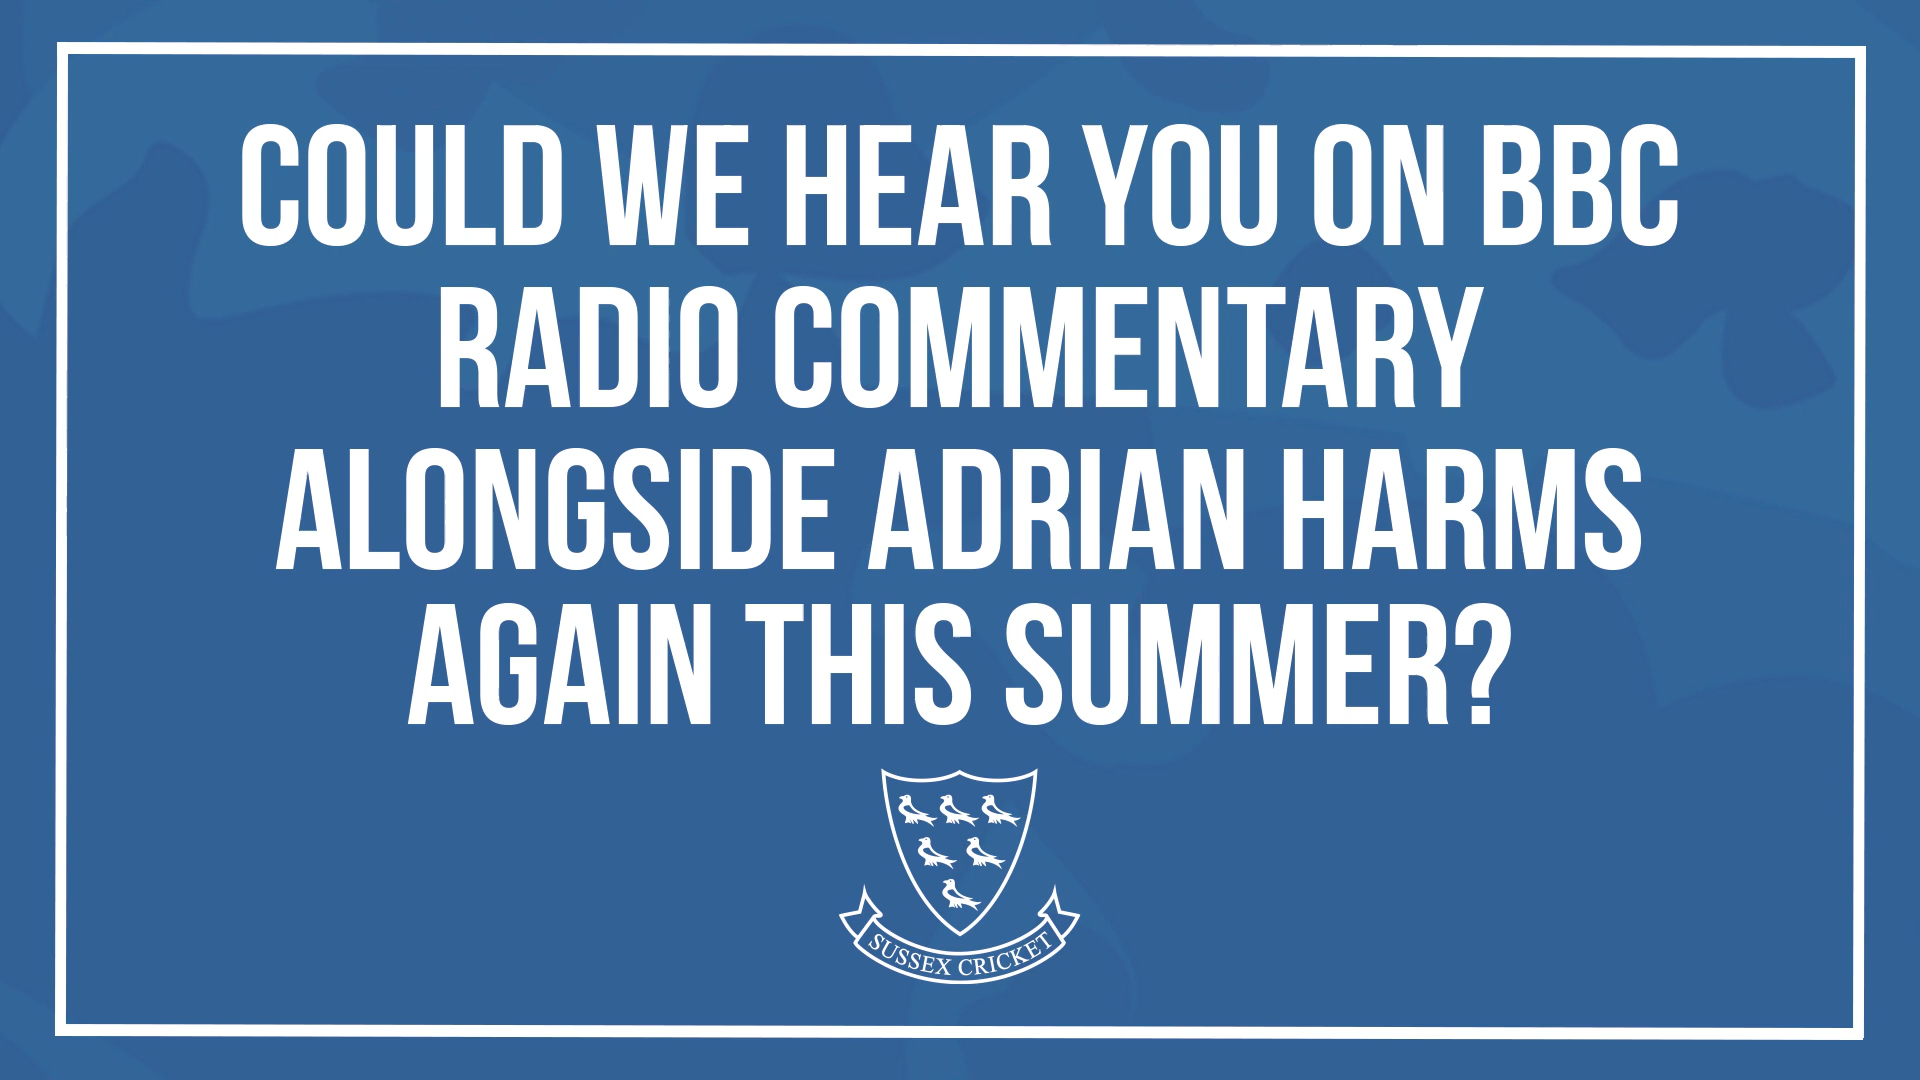 COULD WE HEAR YOU ON BBC
RADIO COMMENTARY
ALONGSIDE ADRIAN HARMS
AGAIN THIS SUMMER?
SUSSEX CRICKET